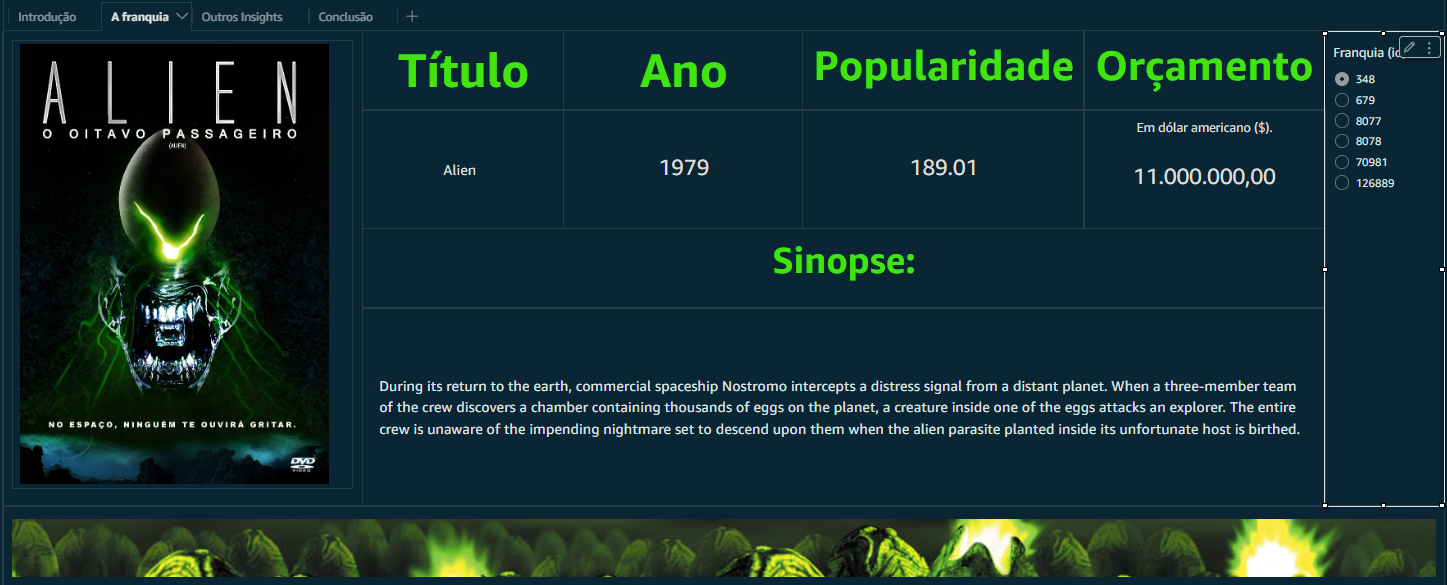 Introdução
A franquia
Outros Insights
Conclusão
ALIEN
O OITAVO PASSAGEIRO
(ALIEN)
NO ESPAÇO, NINGUÉM TE OUVIRÁ GRITAR.
DVD
VIDEO
Título
Ano
Popularidade
Orçamento
Alien
1979
189.01
Em dólar americano ($).
11.000.000,00
Sinopse:
During its return to the earth, commercial spaceship Nostromo intercepts a distress signal from a distant planet. When a three-member team
of the crew discovers a chamber containing thousands of eggs on the planet, a creature inside one of the eggs attacks an explorer. The entire
crew is unaware of the impending nightmare set to descend upon them when the alien parasite planted inside its unfortunate host is birthed.
Franquia (ic
348
679
8077
8078
70981
126889